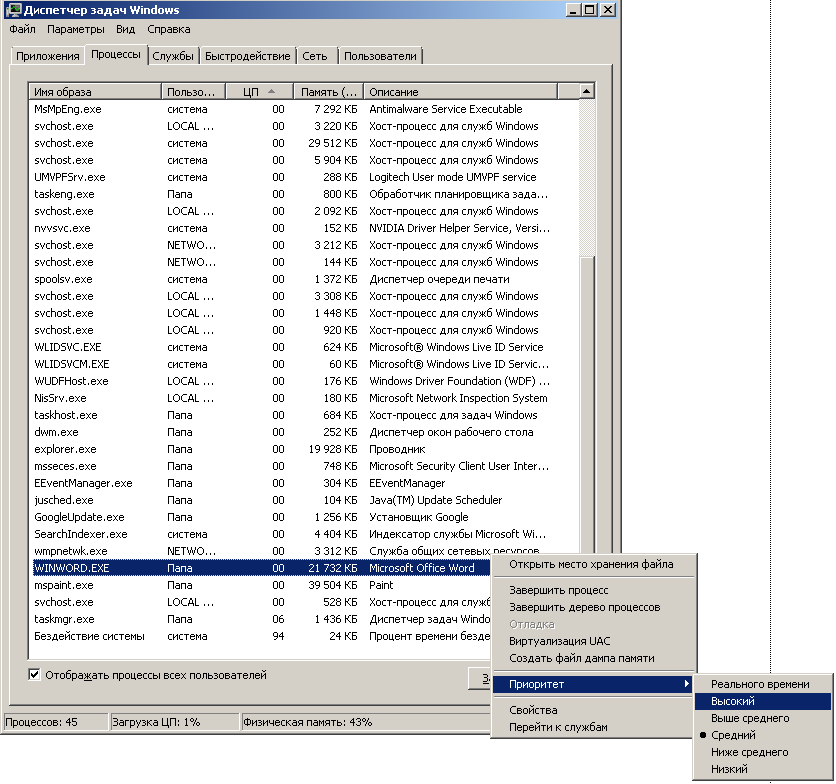 Диспетчер задач Windows
Файл Параметры Вид Справка
Приложения Процессы Службы Быстродействие Сеть Пользователи
Имя образа Пользо... ЦП Память (... Описание
MsMpEng.exe система 00 7 292 КБ Antimalware Service Executable
svchost.exe LOCAL ... 00 3 220 КБ Хост-процесс для служб Windows
svchost.exe система 00 29 512 КБ Хост-процесс для служб Windows
svchost.exe система 00 5 904 КБ Хост-процесс для служб Windows
UMVPFSrv.exe система 00 288 КБ Logitech User mode UMVPF service
taskeng.exe Папа 00 800 КБ Обработчик планировщика зада...
svchost.exe LOCAL ... 00 2 092 КБ Хост-процесс для служб Windows
nvvsvc.exe система 00 152 КБ NVIDIA Driver Helper Service, Versi...
svchost.exe NETWO... 00 3 212 КБ Хост-процесс для служб Windows
svchost.exe NETWO... 00 144 КБ Хост-процесс для служб Windows
spoolsv.exe система 00 1 372 КБ Диспетчер очереди печати
svchost.exe LOCAL ... 00 3 308 КБ Хост-процесс для служб Windows
svchost.exe LOCAL ... 00 1 448 КБ Хост-процесс для служб Windows
svchost.exe LOCAL ... 00 920 КБ Хост-процесс для служб Windows
WLIDSVC.EXE система 00 624 КБ Microsoft® Windows Live ID Service
WLIDSVCM.EXE система 00 60 КБ Microsoft® Windows Live ID Servic...
WUDFHost.exe LOCAL ... 00 176 КБ Windows Driver Foundation (WDF) ...
NisSrv.exe LOCAL ... 00 180 КБ Microsoft Network Inspection System
taskhost.exe Папа 00 684 КБ Хост-процесс для задач Windows
dwm.exe Папа 00 252 КБ Диспетчер окон рабочего стола
explorer.exe Папа 00 19 928 КБ Проводник
msseces.exe Папа 00 748 КБ Microsoft Security Client User Inter...
EEventManager.exe Папа 00 304 КБ EEventManager
jusched.exe Папа 00 104 КБ Java(TM) Update Scheduler
GoogleUpdate.exe Папа 00 1 256 КБ Установщик Google
SearchIndexer.exe система 00 4 404 КБ Индексатор службы Microsoft Wi...
wmpnetwk.exe NETWO... 00 3 312 КБ Служба общих сетевых ресурсов
WINWORD.EXE Папа 00 21 732 КБ Microsoft Office Word
mspaint.exe Папа 00 39 504 КБ Paint
svchost.exe система 00 528 КБ Хост-процесс для служб
taskmgr.exe Папа 06 1 436 КБ Диспетчер задач Windo
Бездействие системы система 94 24 КБ Процент времени безде
Отображать процессы всех пользователей
Процессов: 45 Загрузка ЦП: 1% Физическая память: 43%
Открыть место хранения файла
Завершить процесс
Завершить дерево процессов
Отладка
Виртуализация UAC
Создать файл дампа памяти
Приоритет
Свойства
Перейти к службам
Реального времени
Высокий
Выше среднего
Средний
Ниже среднего
Низкий